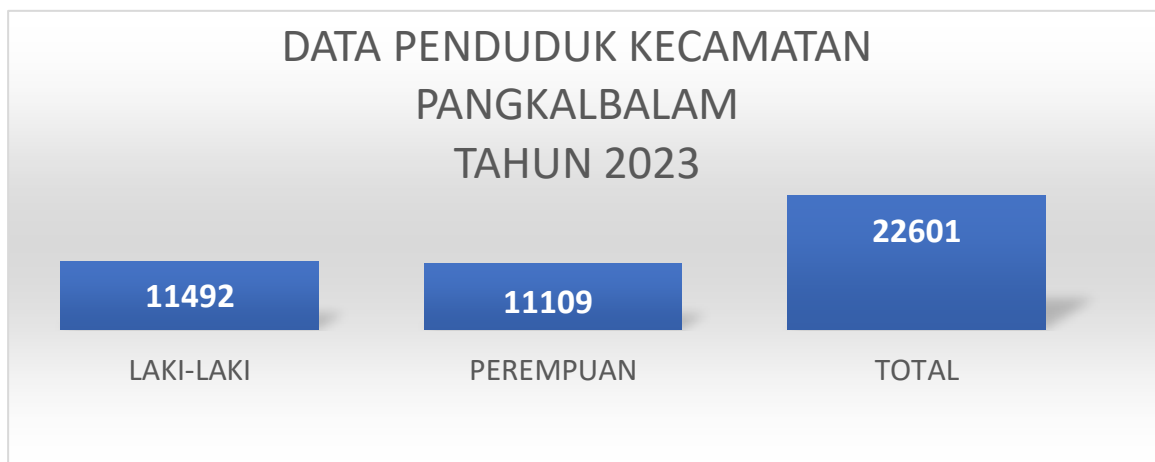 DATA PENDUDUK KECAMATAN
PANGKALBALAM
TAHUN 2023
11492
11109
22601
LAKI-LAKI
PEREMPUAN
TOTAL